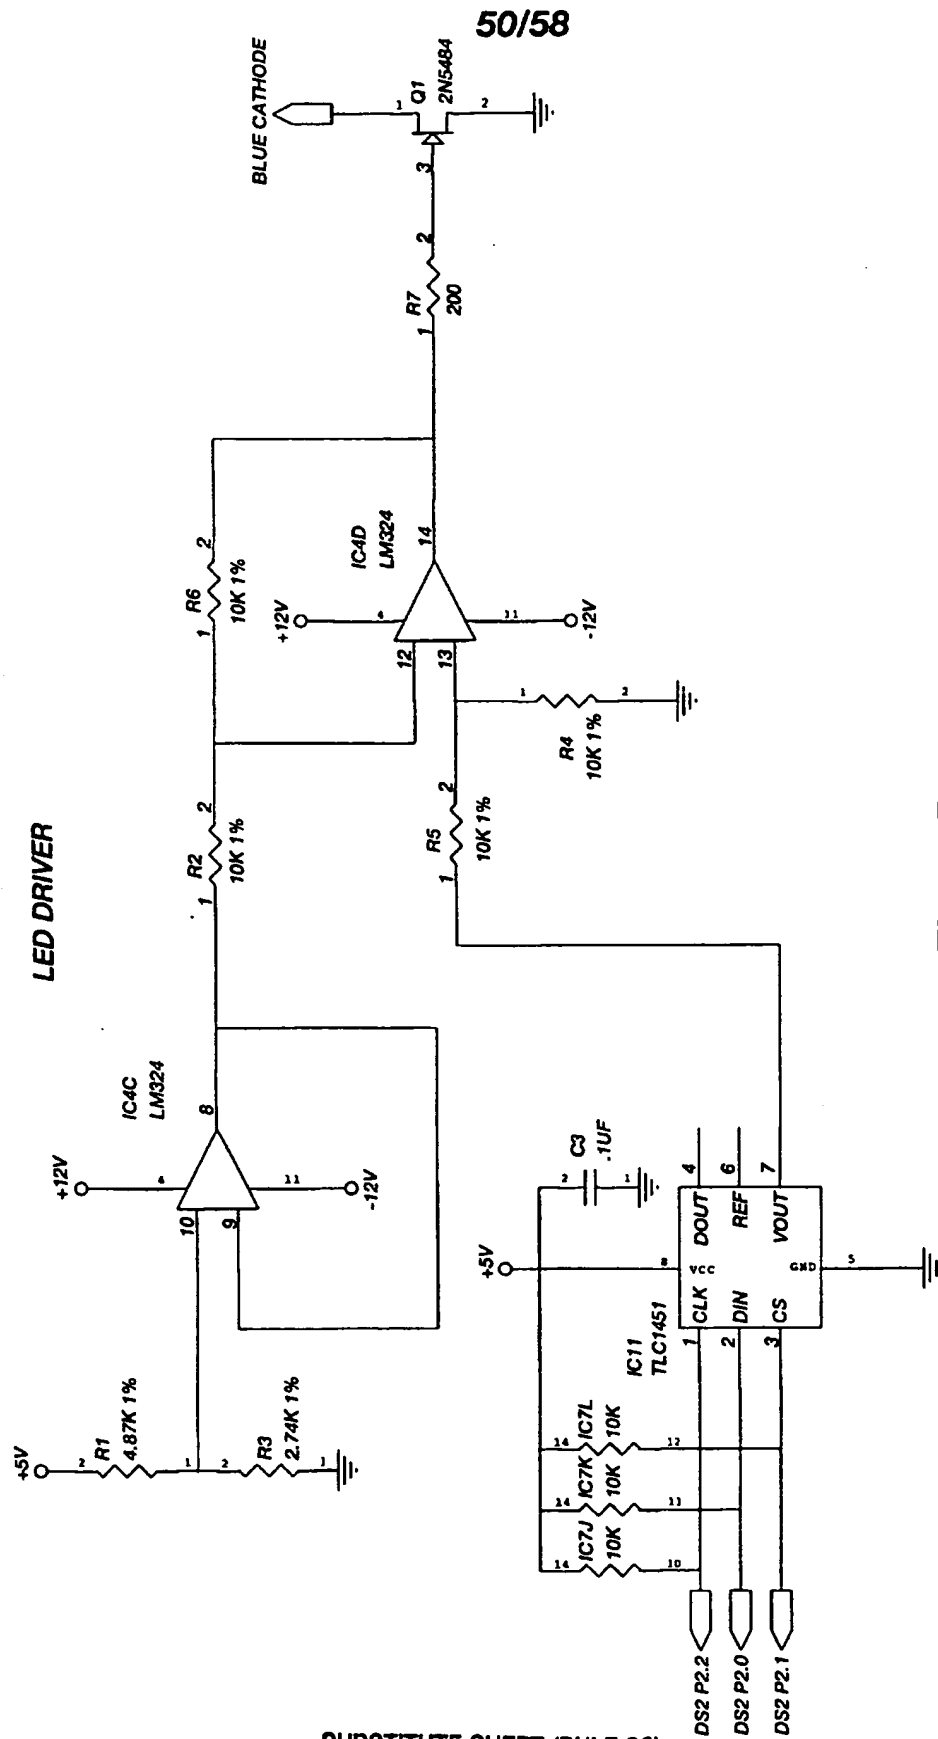 50/58
LED DRIVER
BLUE CATHODE
1
Q1
2N5484
2
3
2
R7
200
1
2
R6
10K 1%
1
IC4D
LM324
14
+12V
4
11
-12V
12
13
1
R4
10K 1%
2
2
R2
10K 1%
1
2
R5
10K 1%
1
IC4C
LM324
8
+12V
4
11
-12V
10
9
+5V
2
R1
4.87K 1%
1
2
R3
2.74K 1%
1
+5V
2
C3
.1UF
1
8
VCC
GND
5
DOUT
4
REF
6
VOUT
7
CLK
1
DIN
2
CS
3
IC11
TLC1451
14
IC7L
10K
12
14
IC7K
10K
11
14
IC7J
10K
10
DS2 P2.2
DS2 P2.0
DS2 P2.1